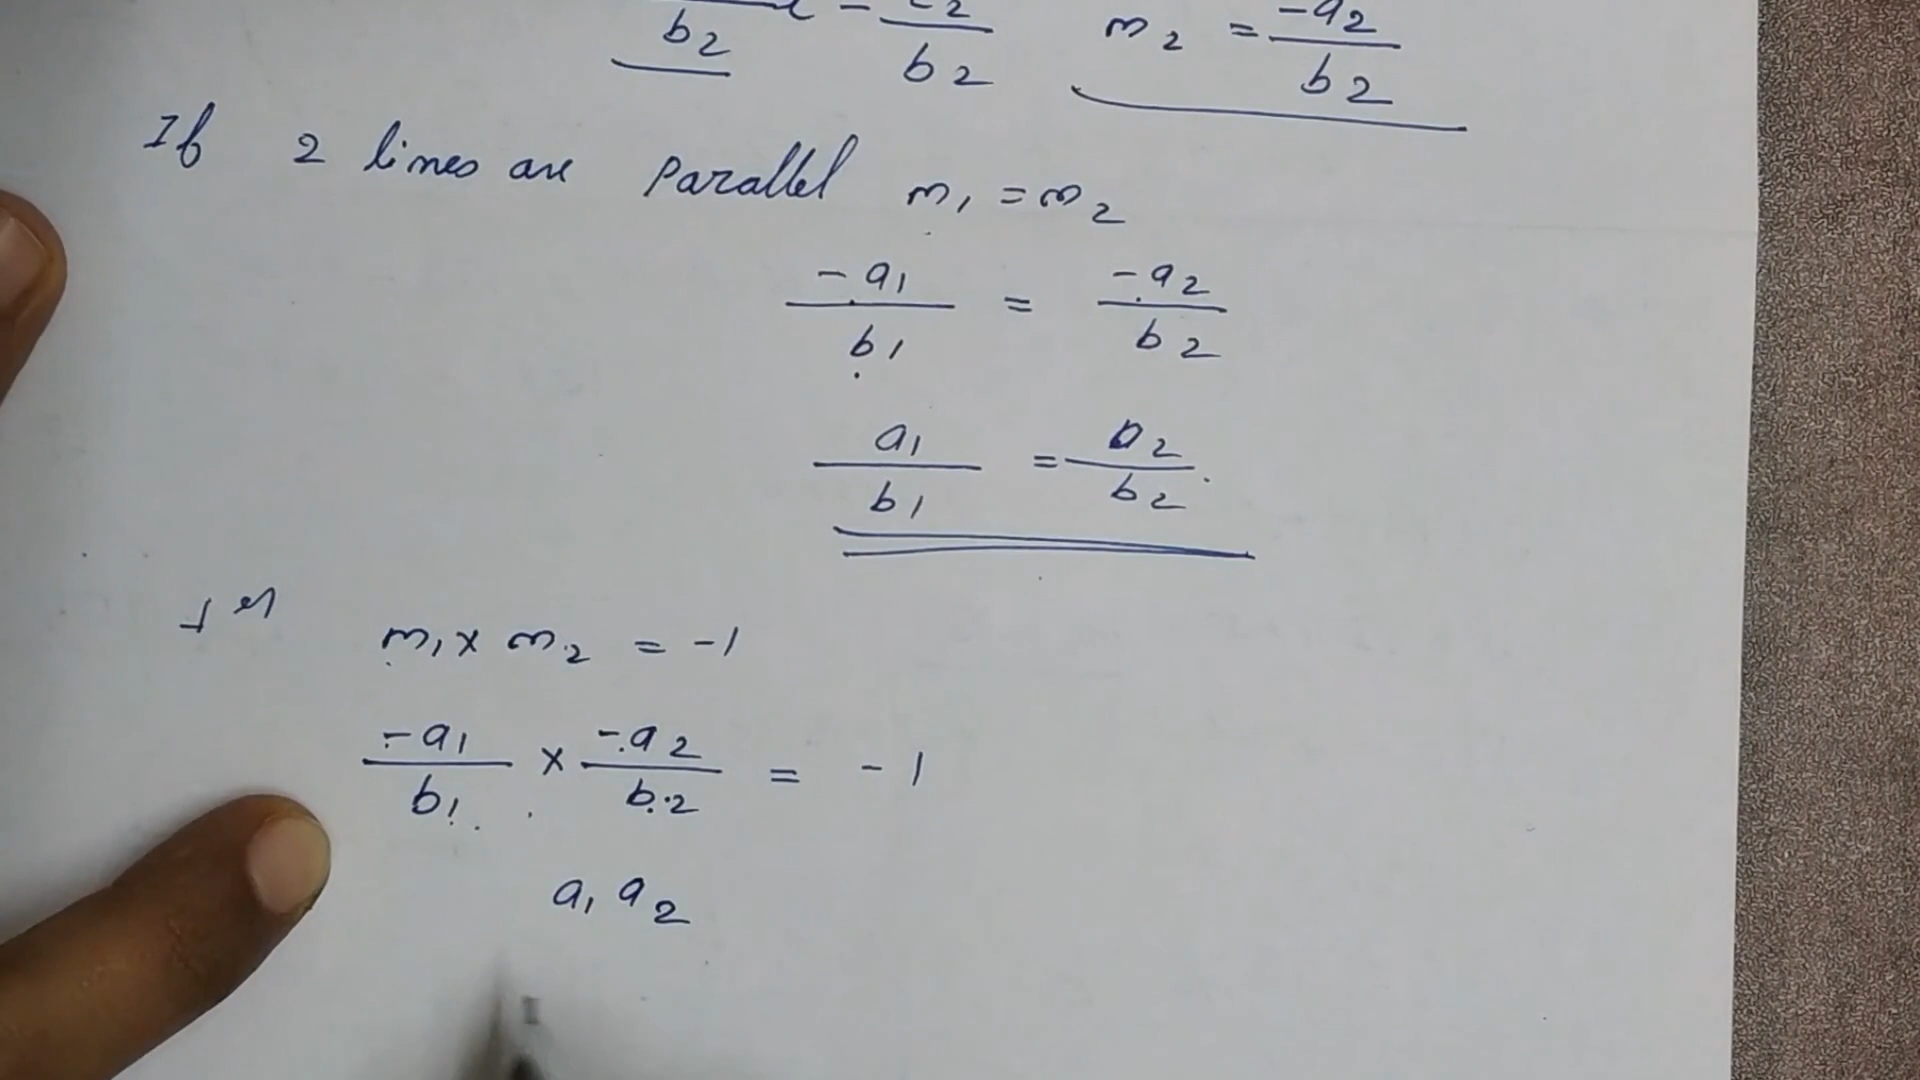 b2 - c2/b2 m2 = -a2/b2
If 2 lines are parallel m1 = m2
-a1/b1 = -a2/b2
a1/b1 = a2/b2
m1 x m2 = -1
-a1/b1 x -a2/b2 = -1
a1 a2